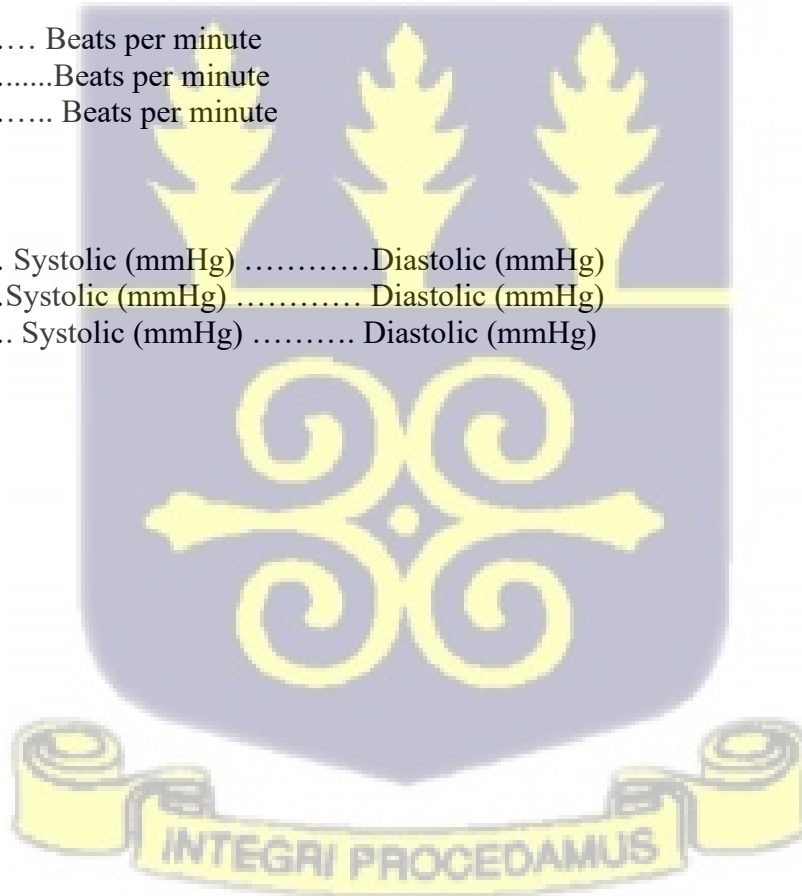 …. Beats per minute
.......Beats per minute
….. Beats per minute
. Systolic (mmHg) …………Diastolic (mmHg)
.Systolic (mmHg) ………… Diastolic (mmHg)
.. Systolic (mmHg) ………. Diastolic (mmHg)
INTEGRI PROCEDAMUS